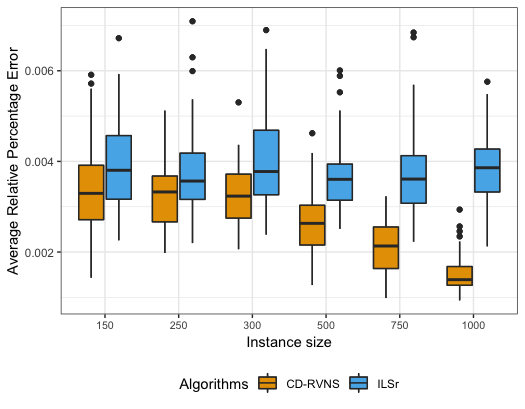 Average Relative Percentage Error
0.006
0.004
0.002
150 250 300 500 750 1000
Instance size
Algorithms CD-RVNS ILSr